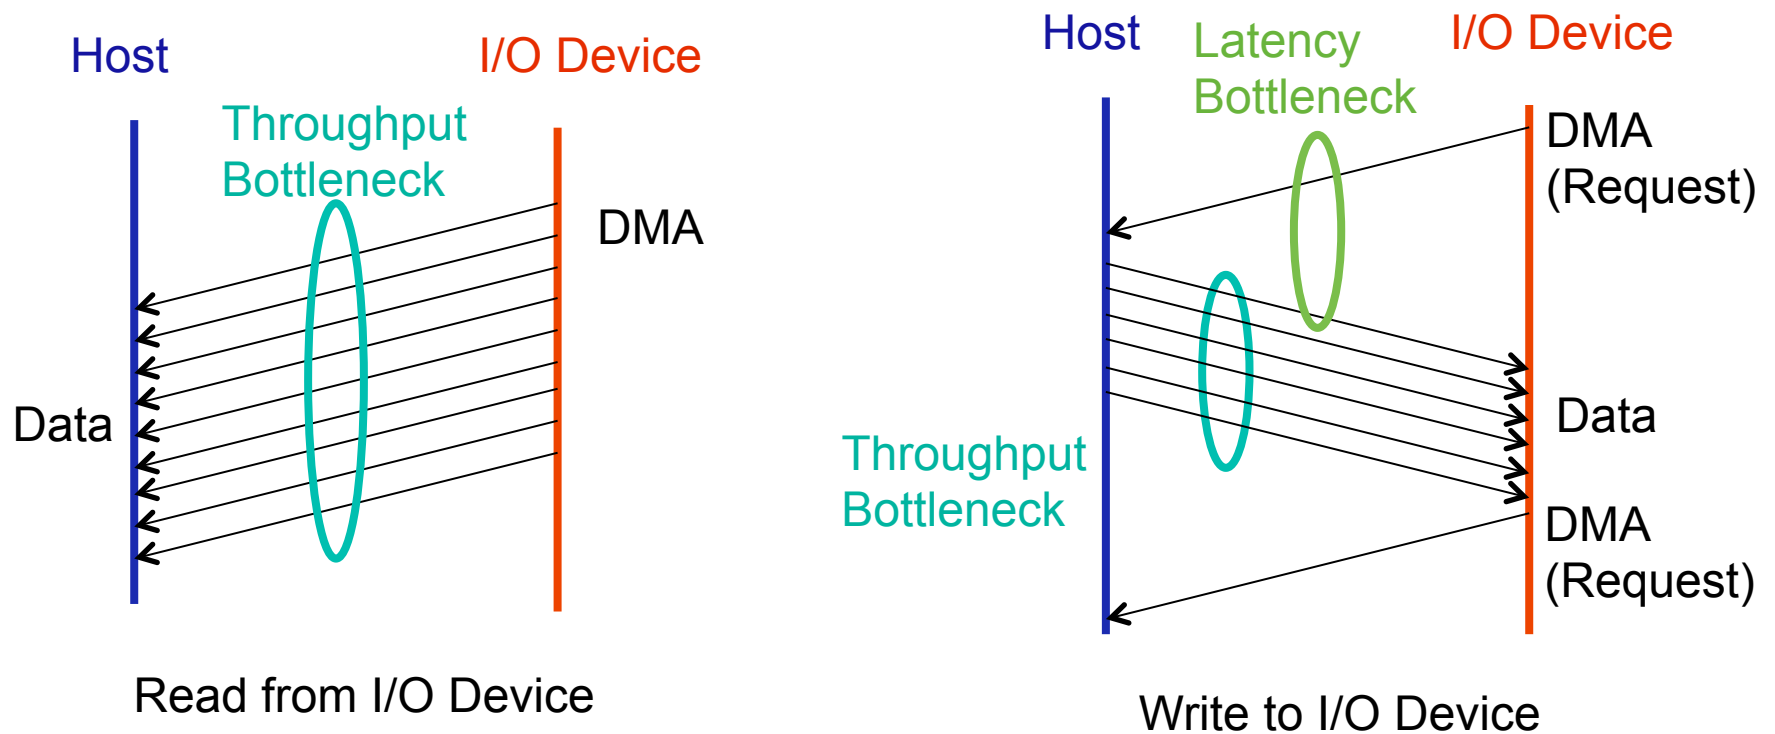 Host
I/O Device
Throughput
Bottleneck
DMA
Data
Read from I/O Device
Host
Latency
Bottleneck
I/O Device
DMA
(Request)
Throughput
Bottleneck
Data
DMA
(Request)
Write to I/O Device